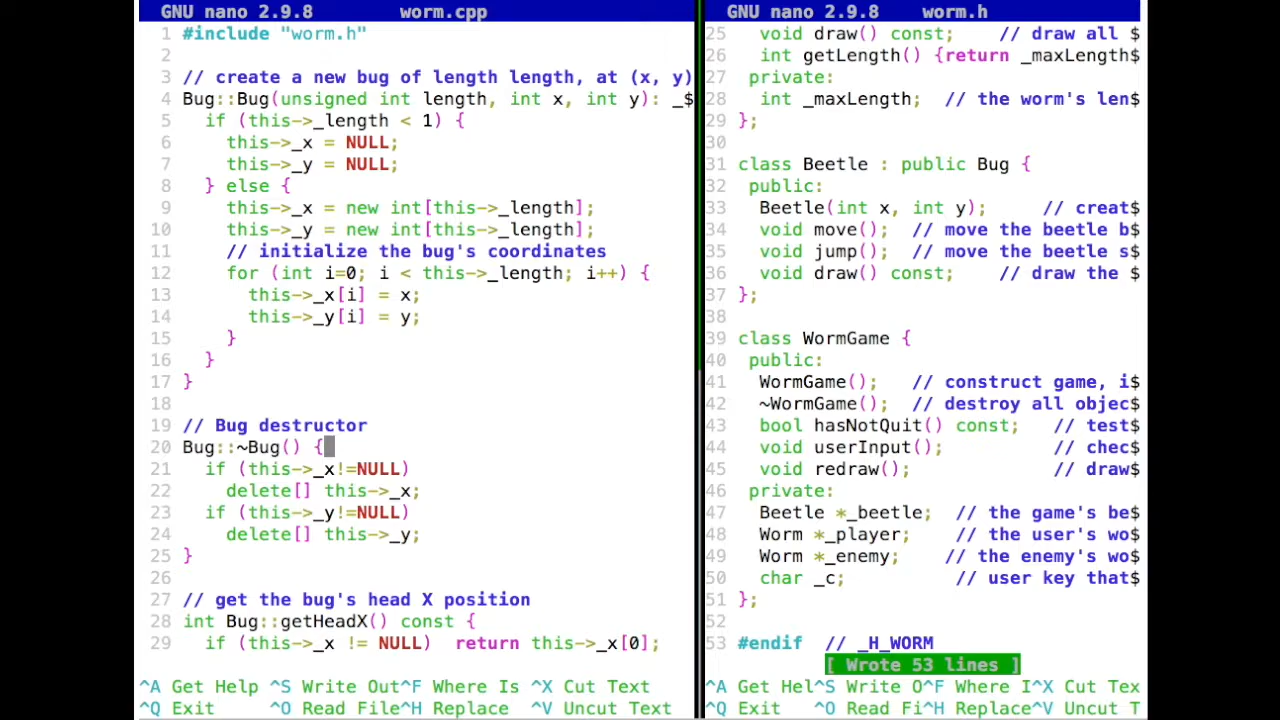 GNU nano 2.9.8 worm.cpp
1 #include "worm.h"
2
3 // create a new bug of length length, at (x, y)
4 Bug::Bug(unsigned int length, int x, int y): _$
5 if (this->_length < 1) {
6 this->_x = NULL;
7 this->_y = NULL;
8 } else {
9 this->_x = new int[this->_length];
10 this->_y = new int[this->_length];
11 // initialize the bug's coordinates
12 for (int i=0; i < this->_length; i++) {
13 this->_x[i] = x;
14 this->_y[i] = y;
15 }
16 }
17 }
18
19 // Bug destructor
20 Bug::~Bug() {
21 if (this->_x!=NULL)
22 delete[] this->_x;
23 if (this->_y!=NULL)
24 delete[] this->_y;
25 }
26
27 // get the bug's head X position
28 int Bug::getHeadX() const {
29 if (this->_x != NULL) return this->_x[0];
^A Get Help ^S Write Out^F Where Is ^X Cut Text
^Q Exit ^O Read File^H Replace ^V Uncut Text
GNU nano 2.9.8 worm.h
25 void draw() const; // draw all $
26 int getLength() {return _maxLength$
27 private:
28 int _maxLength; // the worm's len$
29 };
30
31 class Beetle : public Bug {
32 public:
33 Beetle(int x, int y); // creat$
34 void move(); // move the beetle b$
35 void jump(); // move the beetle s$
36 void draw() const; // draw the $
37 };
38
39 class WormGame {
40 public:
41 WormGame(); // construct game, i$
42 ~WormGame(); // destroy all objec$
43 bool hasNotQuit() const; // test$
44 void userInput(); // chec$
45 void redraw(); // draw$
46 private:
47 Beetle *_beetle; // the game's be$
48 Worm *_player; // the user's wo$
49 Worm *_enemy; // the enemy's wo$
50 char _c; // user key that$
51 };
52
53 #endif // _H_WORM
[ Wrote 53 lines ]
^A Get Hel^S Write O^F Where I^X Cut Tex
^Q Exit ^O Read Fi^H Replace^V Uncut Tex